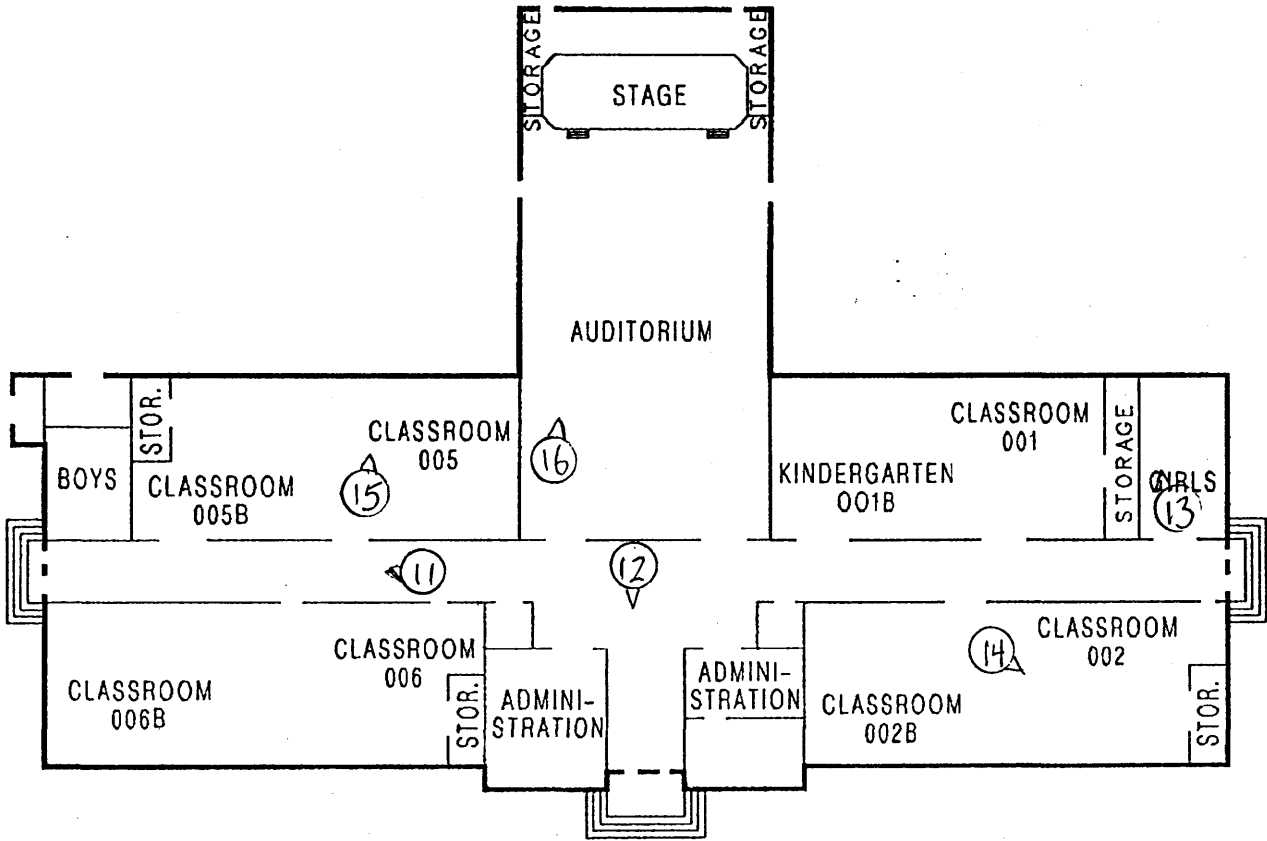 STORAGE
STORAGE
STAGE
AUDITORIUM
STOR.
CLASSROOM
005
16
CLASSROOM
001
STORAGE
BOYS
CLASSROOM
005B
15
KINDERGARTEN
001B
GIRLS
13
11
12
CLASSROOM
006
CLASSROOM
006B
STOR.
ADMINI-
STRATION
ADMINI-
STRATION
14
CLASSROOM
002
CLASSROOM
002B
STOR.